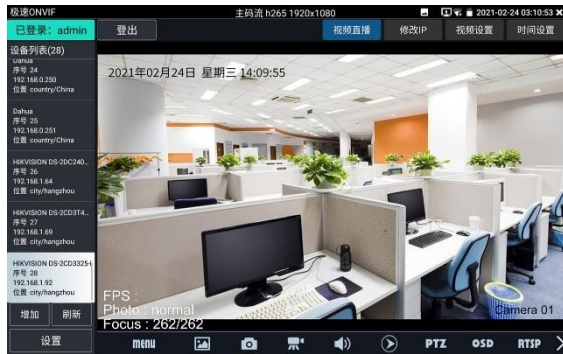 极速ONVIF
主码流 h265 1920x1080
2021-02-24 03:10:53
已登录: admin
登出
视频直播
修改IP
视频设置
时间设置
设备列表(28)
Dahua
序号 24
192.168.0.250
位置 country/China
Dahua
序号 25
192.168.0.251
位置 country/China
HIKVISION DS-2DC240...
序号 26
192.168.1.64
位置 city/hangzhou
HIKVISION DS-2CD3T4...
序号 27
192.168.1.69
位置 city/hangzhou
HIKVISION DS-2CD3325-I
序号 28
192.168.1.92
位置 city/hangzhou
增加
刷新
设置
2021年02月24日 星期三 14:09:55
FPS :
Photo : normal
Focus : 262/262
Camera 01
menu
PTZ
OSD
RTSP